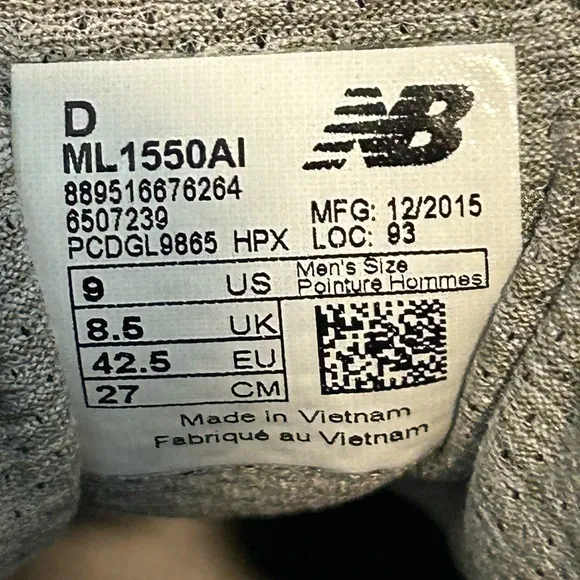 D
NB
ML1550AI
889516676264
6507239 MFG: 12/2015
PCDGL9865 HPX LOC: 93
9 US Men's Size
Pointure Hommes
8.5 UK
42.5 EU
27 CM
Made in Vietnam
Fabriqué au Vietnam